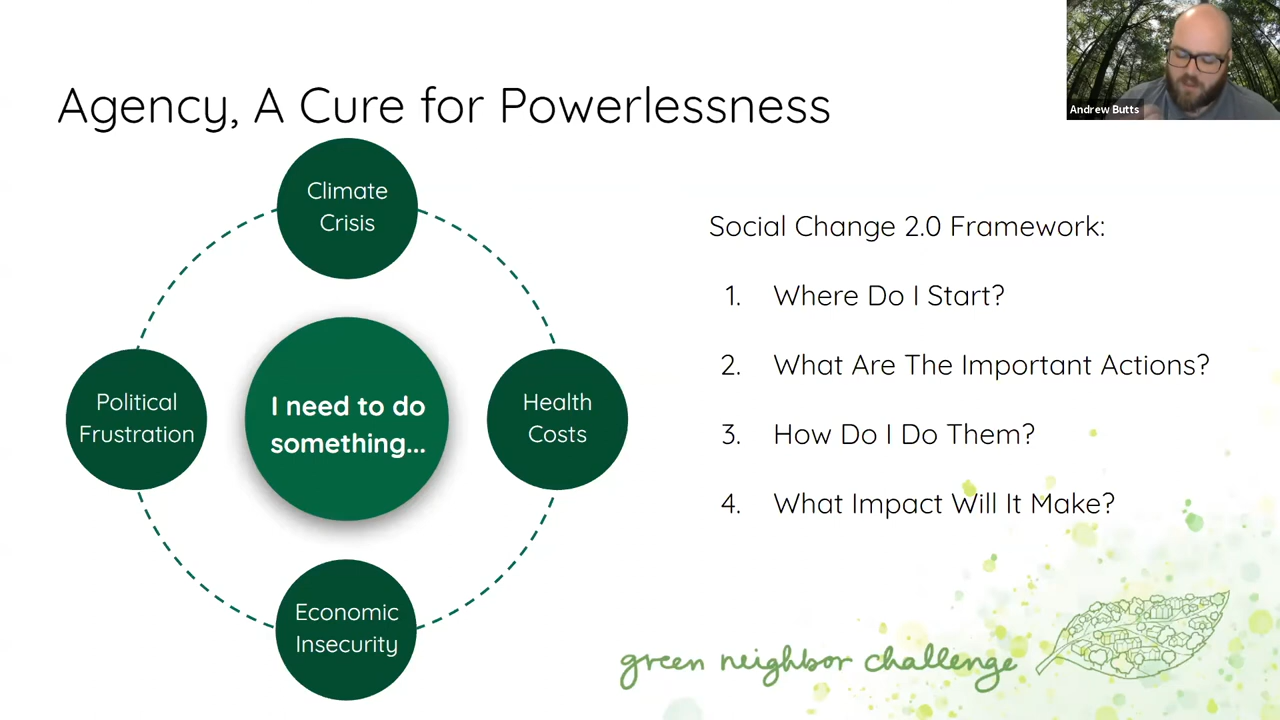 Agency, A Cure for Powerlessness
Andrew Butts
Climate
Crisis
Political
Frustration
I need to do
something...
Health
Costs
Economic
Insecurity
Social Change 2.0 Framework:
1. Where Do I Start?
2. What Are The Important Actions?
3. How Do I Do Them?
4. What Impact Will It Make?
green neighbor challenge